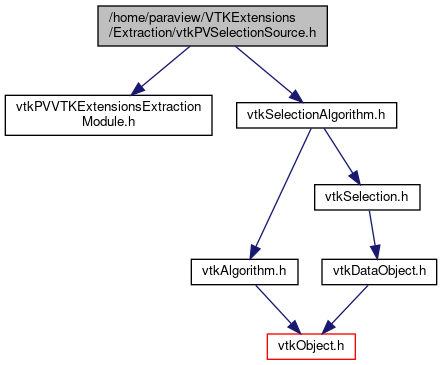 /home/paraview/VTKExtensions
/Extraction/vtkPVSelectionSource.h
vtkPVVTKExtensionsExtraction
Module.h
vtkSelectionAlgorithm.h
vtkSelection.h
vtkAlgorithm.h
vtkDataObject.h
vtkObject.h